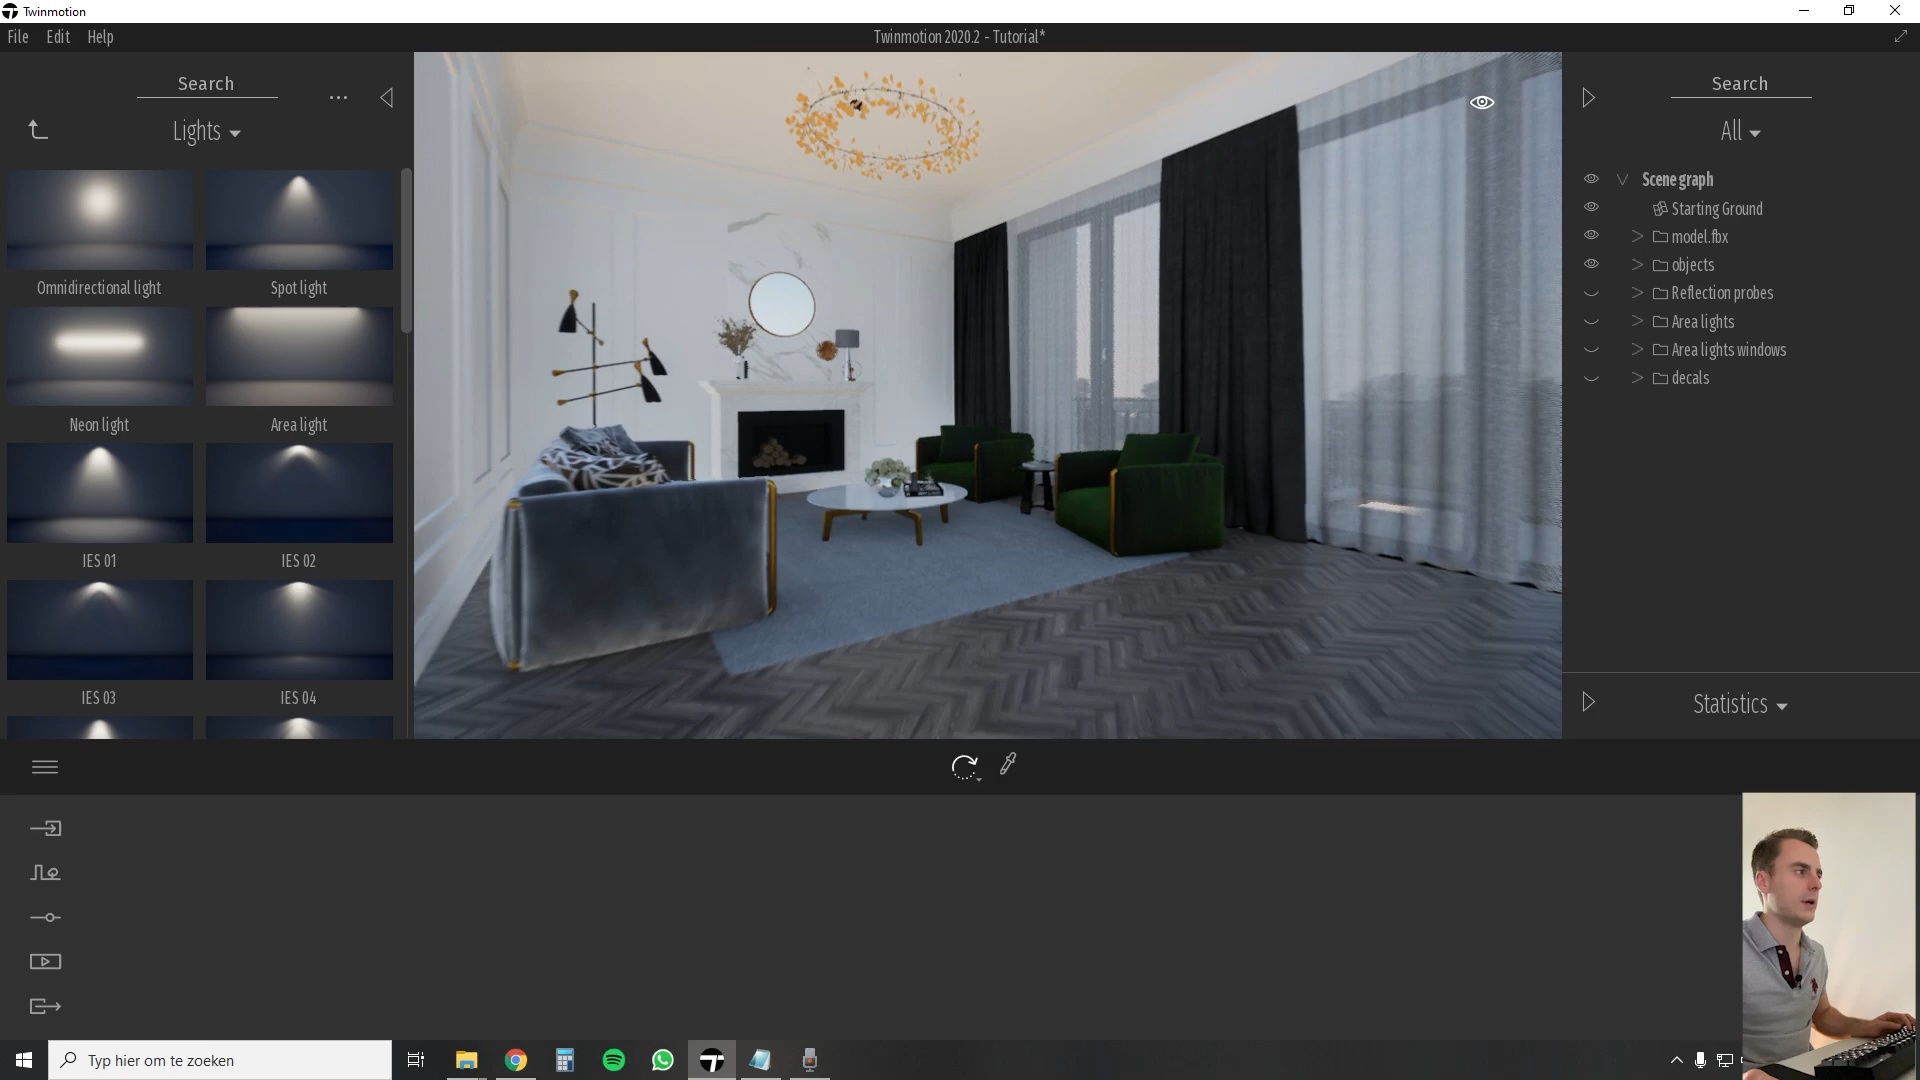 Twinmotion
File Edit Help
Twinmotion 2020.2 - Tutorial*
Search
...
Lights
Omnidirectional light
Spot light
Neon light
Area light
IES 01
IES 02
IES 03
IES 04
Search
All
Scene graph
Starting Ground
model.fbx
objects
Reflection probes
Area lights
Area lights windows
decals
Statistics
Typ hier om te zoeken